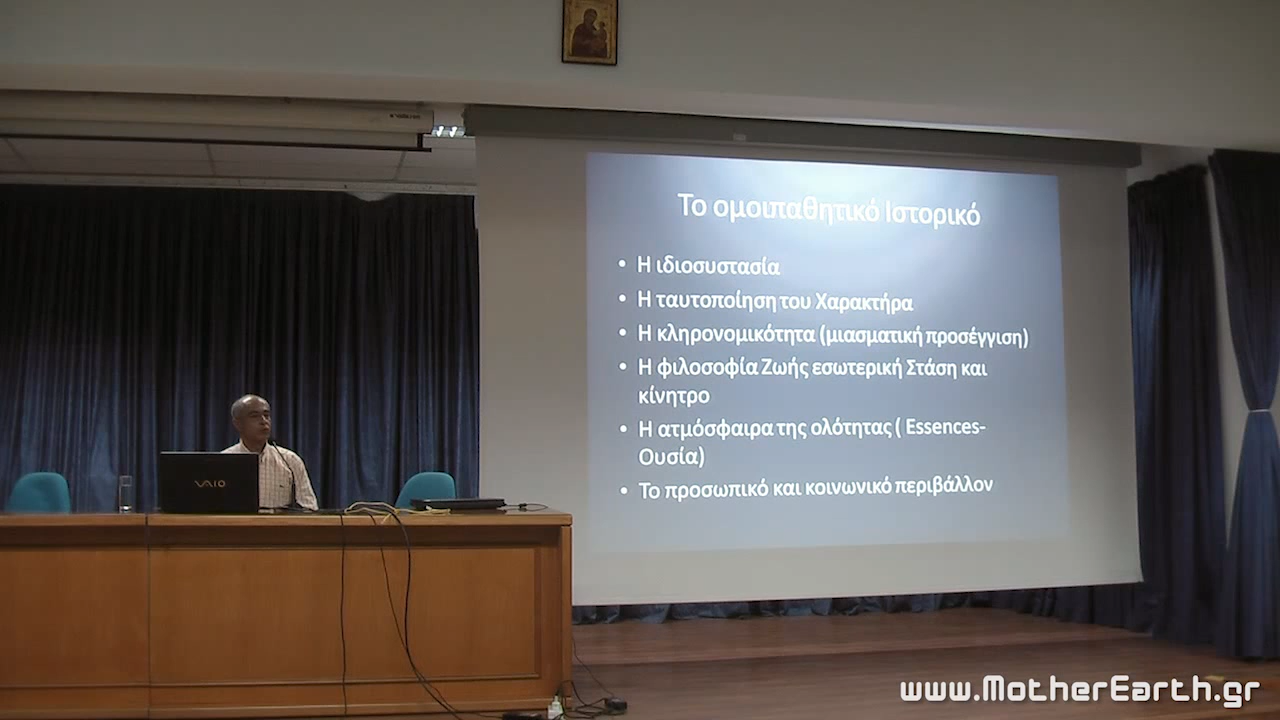 Το ομοιπαθητικό Ιστορικό
• Η ιδιοσυστασία
• Η ταυτοποίηση του Χαρακτήρα
• Η κληρονομικότητα (μιασματική προσέγγιση)
• Η φιλοσοφία Ζωής εσωτερική Στάση και
κίνητρο
• Η ατμόσφαιρα της ολότητας ( Essences-
Ουσία)
• Το προσωπικό και κοινωνικό περιβάλλον
VAIO
www.MotherEarth.gr